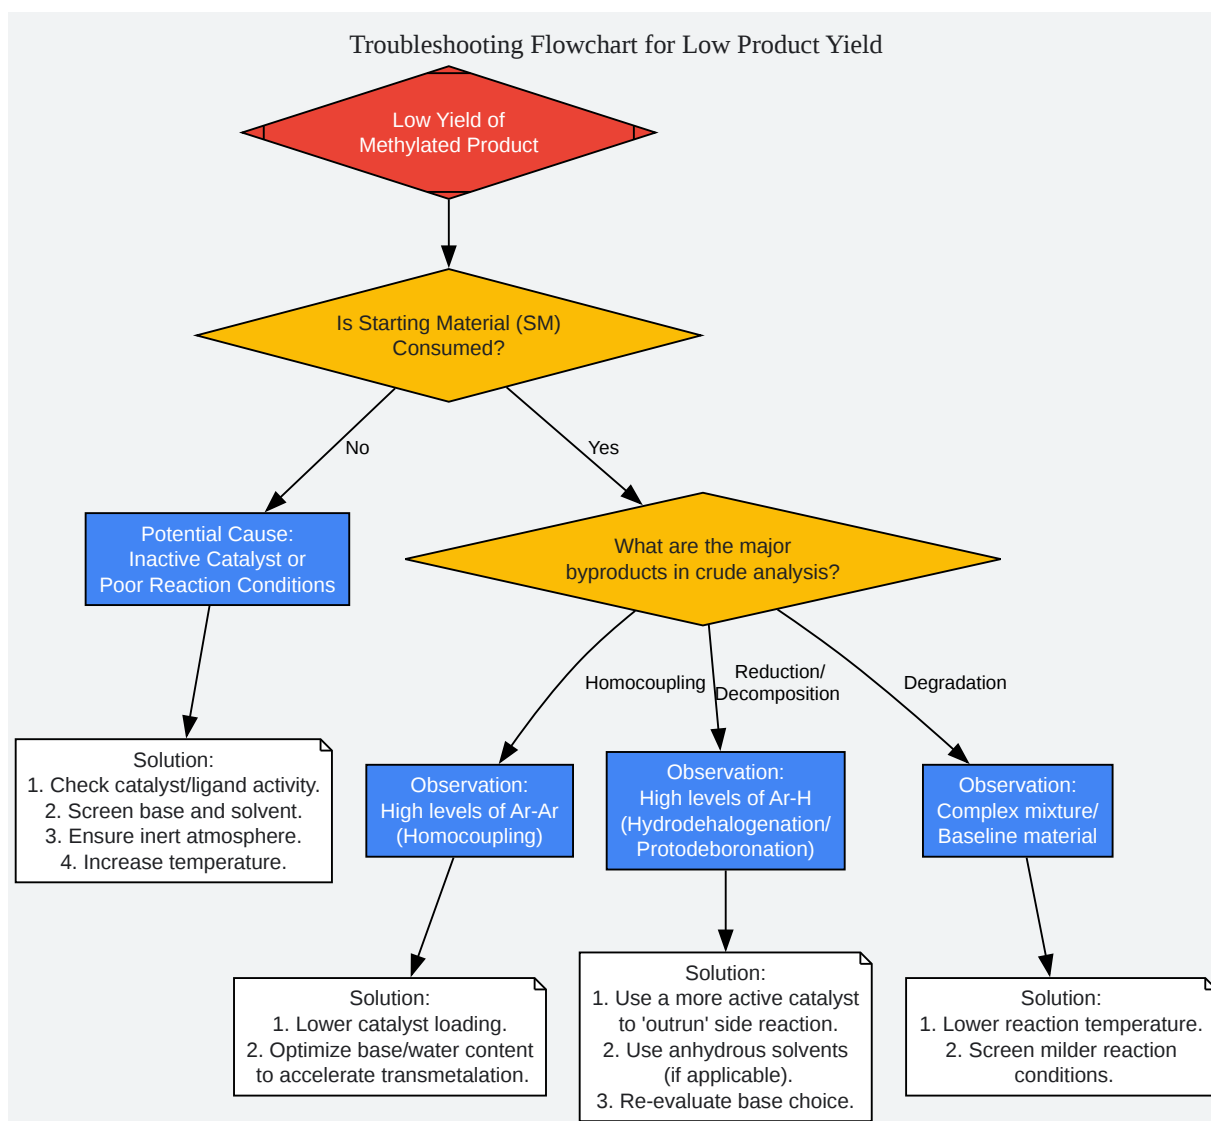 Troubleshooting Flowchart for Low Product Yield
Low Yield of
Methylated Product
Is Starting Material (SM)
Consumed?
No
Yes
Potential Cause:
Inactive Catalyst or
Poor Reaction Conditions
What are the major
byproducts in crude analysis?
Homocoupling
Reduction/
Decomposition
Degradation
Solution:
1. Check catalyst/ligand activity.
2. Screen base and solvent.
3. Ensure inert atmosphere.
4. Increase temperature.
Observation:
High levels of Ar-Ar
(Homocoupling)
Observation:
High levels of Ar-H
(Hydrodehalogenation/
Protodeboronation)
Observation:
Complex mixture/
Baseline material
Solution:
1. Lower catalyst loading.
2. Optimize base/water content
to accelerate transmetalation.
Solution:
1. Use a more active catalyst
to 'outrun' side reaction.
2. Use anhydrous solvents
(if applicable).
3. Re-evaluate base choice.
Solution:
1. Lower reaction temperature.
2. Screen milder reaction
conditions.